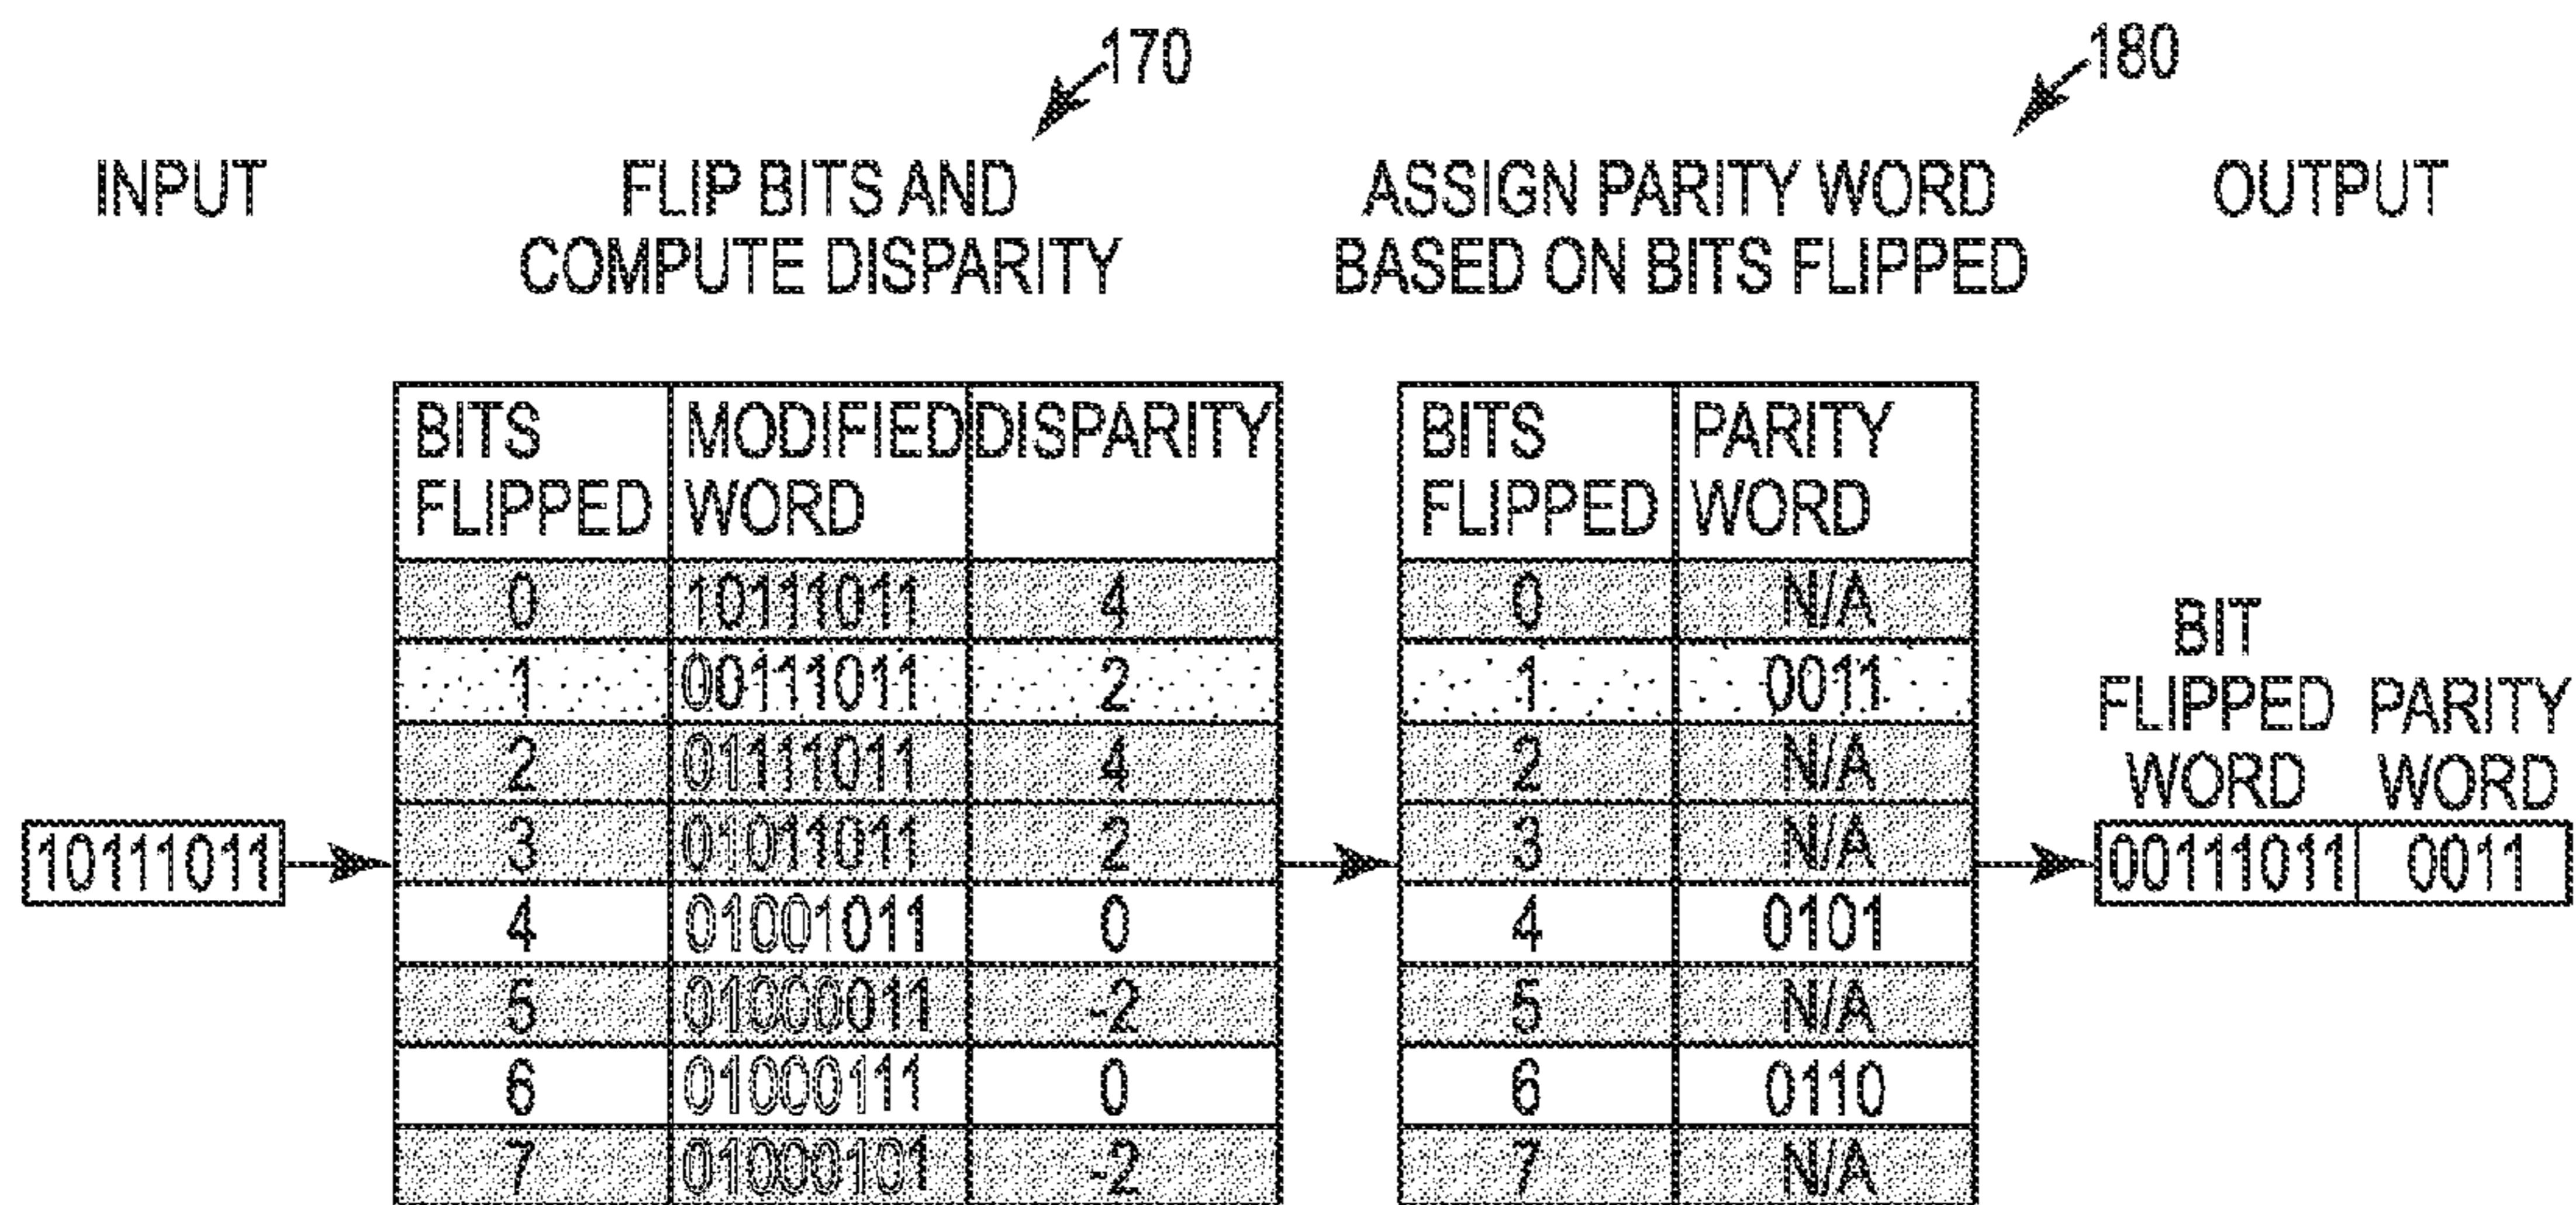 170
180
INPUT
FLIP BITS AND
COMPUTE DISPARITY
ASSIGN PARITY WORD
BASED ON BITS FLIPPED
OUTPUT
BITS FLIPPED MODIFIED WORD DISPARITY
0 10111011 4
1 00111011 2
2 01111011 4
3 01011011 2
4 01001011 0
5 01000011 -2
6 01000111 0
7 01000101 -2
BITS FLIPPED PARITY WORD
0 N/A
1 0011
2 N/A
3 N/A
4 0101
5 N/A
6 0110
7 N/A
10111011
BIT
FLIPPED
WORD
PARITY
WORD
00111011 0011